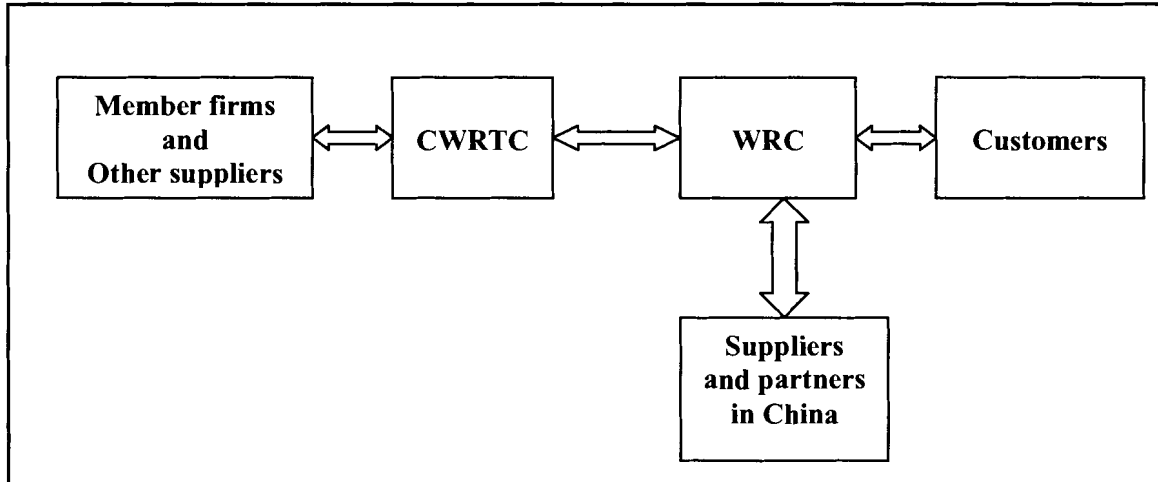 Member firms
and
Other suppliers
CWRTC
WRC
Customers
Suppliers
and partners
in China